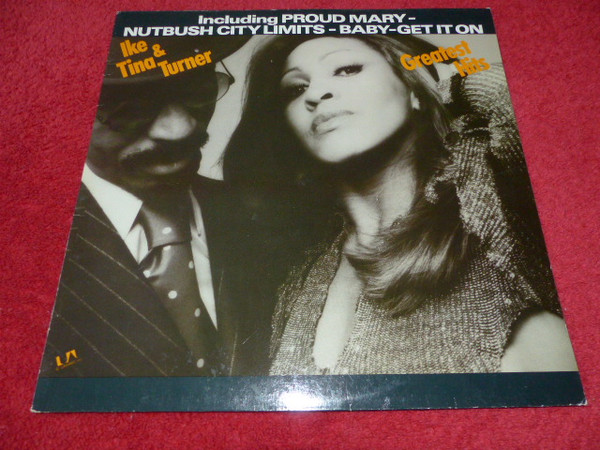 Including PROUD MARY-
NUTBUSH CITY LIMITS - BABY-GET IT ON
Ike &
Tina Turner
Greatest
Hits
UA